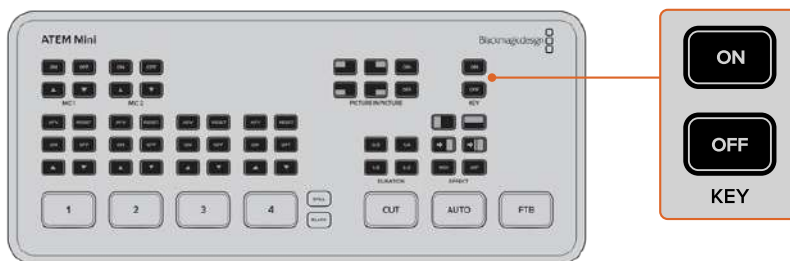 ATEM Mini
Blackmagicdesign
ON OFF ON OFF ON ON
OFF OFF
MIC 1 MIC 2 PICTURE IN PICTURE KEY
AFV RESET AFV RESET AFV RESET AFV RESET
ON OFF ON OFF ON OFF ON OFF
DURATION EFFECT
1 2 3 4 STILL CUT AUTO FTB
BLACK
ON
OFF
KEY